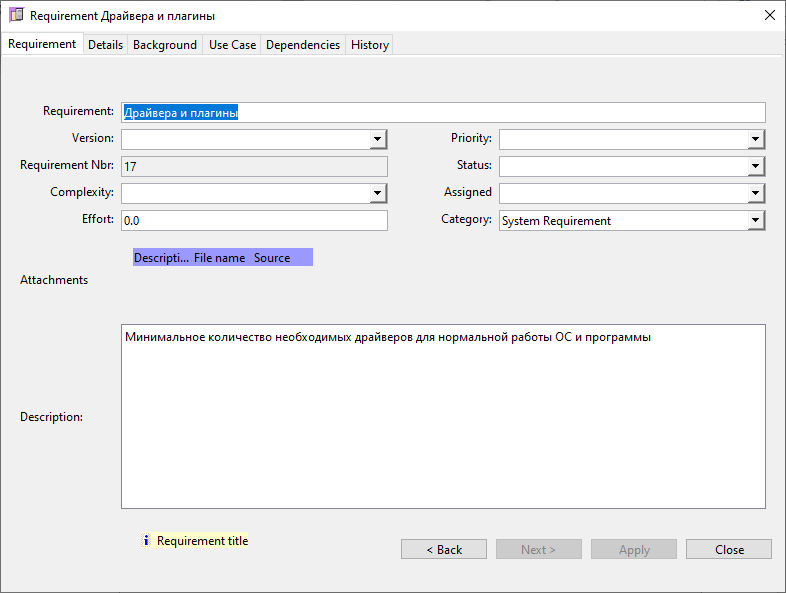 Requirement Драйвера и плагины
Requirement Details Background Use Case Dependencies History
Requirement: Драйвера и плагины
Version: Priority:
Requirement Nbr: 17 Status:
Complexity: Assigned
Effort: 0.0 Category: System Requirement
Descripti... File name Source
Attachments
Минимальное количество необходимых драйверов для нормальной работы ОС и программы
Description:
i Requirement title
< Back Next > Apply Close